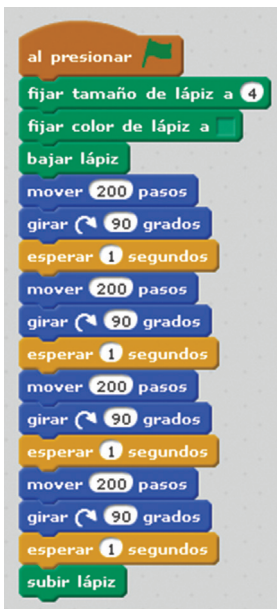 al presionar
fijar tamaño de lápiz a 4
fijar color de lápiz a
bajar lápiz
mover 200 pasos
girar 90 grados
esperar 1 segundos
mover 200 pasos
girar 90 grados
esperar 1 segundos
mover 200 pasos
girar 90 grados
esperar 1 segundos
mover 200 pasos
girar 90 grados
esperar 1 segundos
subir lápiz